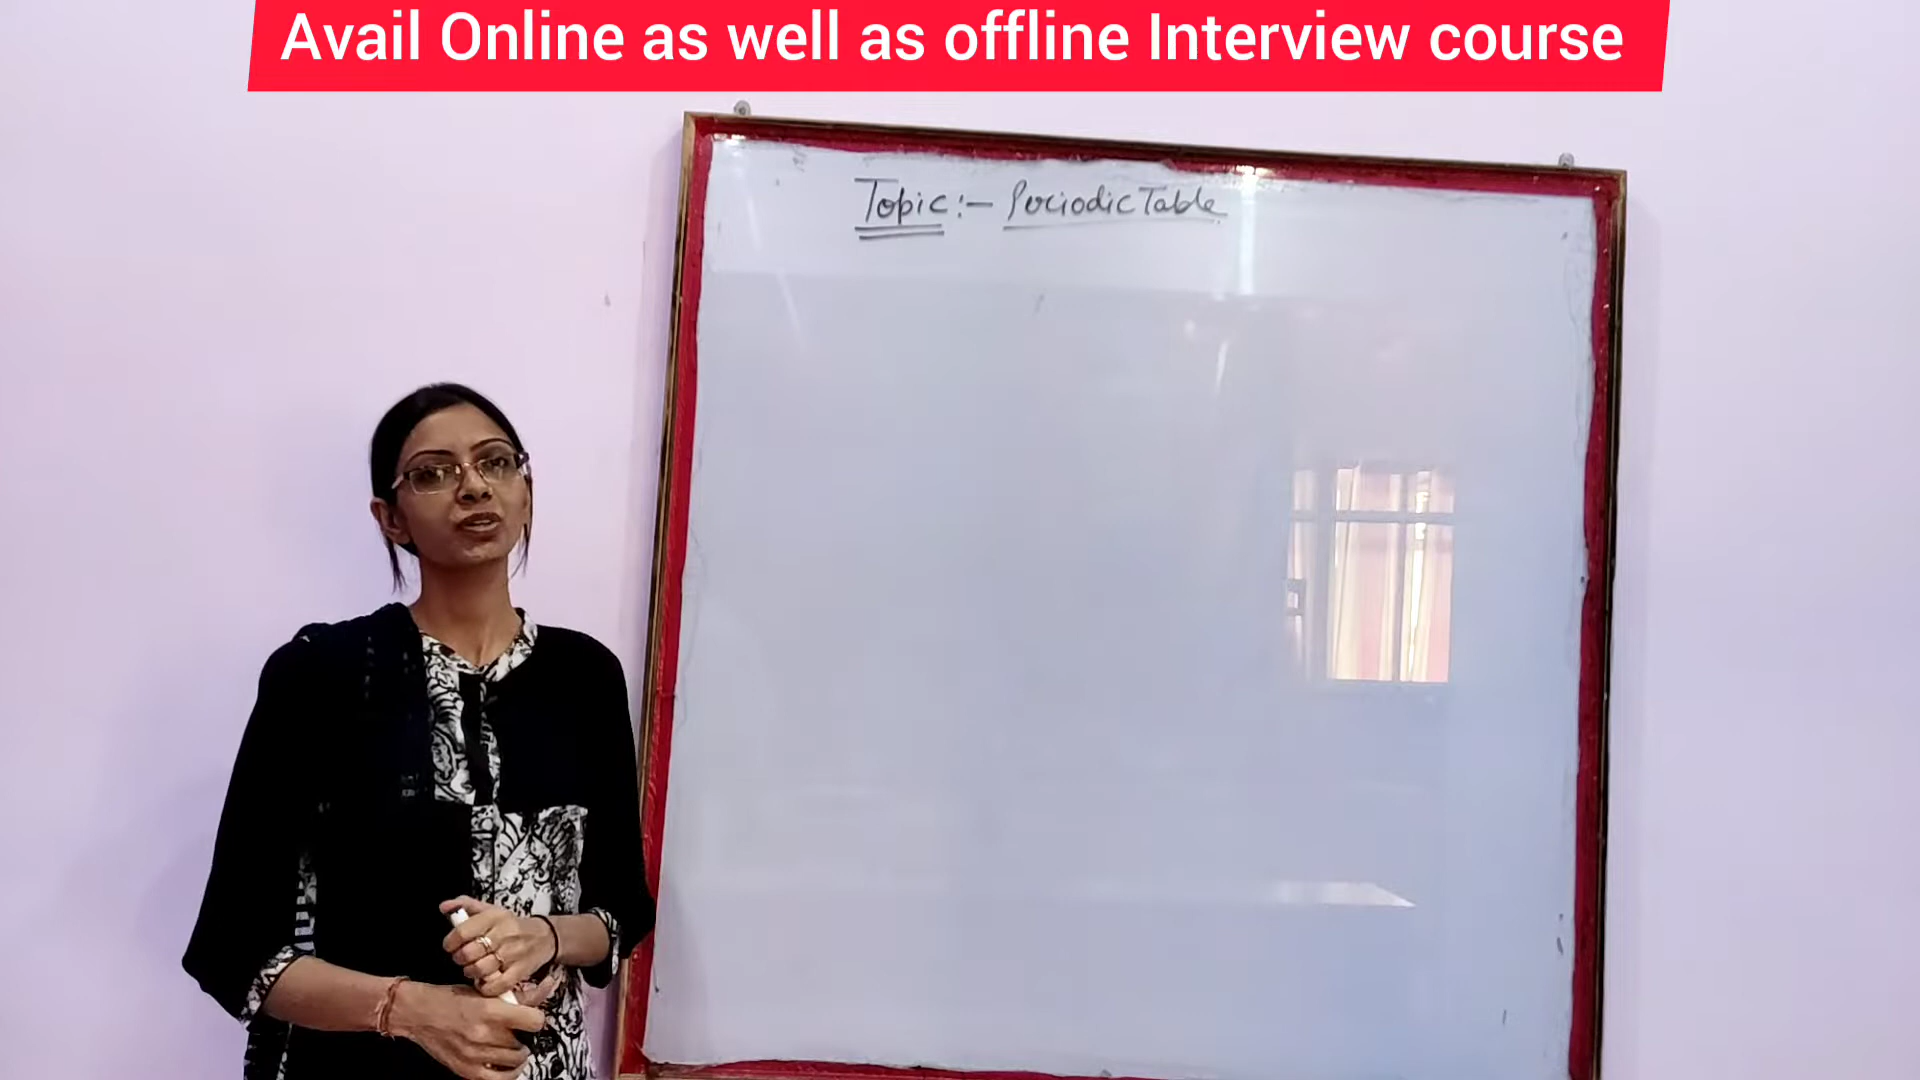 Avail Online as well as offline Interview course
Topic:- Periodic Table